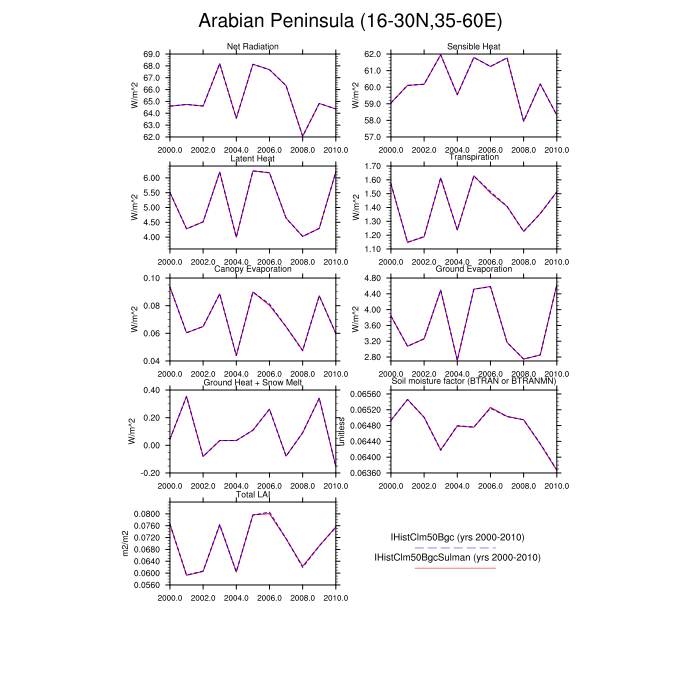 Arabian Peninsula (16-30N,35-60E)
Net Radiation
W/m^2
69.0
68.0
67.0
66.0
65.0
64.0
63.0
62.0
2000.0 2002.0 2004.0 2006.0 2008.0 2010.0
Sensible Heat
W/m^2
62.0
61.0
60.0
59.0
58.0
57.0
2000.0 2002.0 2004.0 2006.0 2008.0 2010.0
Latent Heat
W/m^2
6.00
5.50
5.00
4.50
4.00
2000.0 2002.0 2004.0 2006.0 2008.0 2010.0
Transpiration
W/m^2
1.70
1.60
1.50
1.40
1.30
1.20
1.10
2000.0 2002.0 2004.0 2006.0 2008.0 2010.0
Canopy Evaporation
W/m^2
0.10
0.08
0.06
0.04
2000.0 2002.0 2004.0 2006.0 2008.0 2010.0
Ground Evaporation
W/m^2
4.80
4.40
4.00
3.60
3.20
2.80
2000.0 2002.0 2004.0 2006.0 2008.0 2010.0
Ground Heat + Snow Melt
W/m^2
0.40
0.20
0.00
-0.20
2000.0 2002.0 2004.0 2006.0 2008.0 2010.0
Soil moisture factor (BTRAN or BTRANMN)
unitless
0.06560
0.06520
0.06480
0.06440
0.06400
0.06360
2000.0 2002.0 2004.0 2006.0 2008.0 2010.0
Total LAI
m2/m2
0.0800
0.0760
0.0720
0.0680
0.0640
0.0600
0.0560
2000.0 2002.0 2004.0 2006.0 2008.0 2010.0
IHistClm50Bgc (yrs 2000-2010)
IHistClm50BgcSulman (yrs 2000-2010)